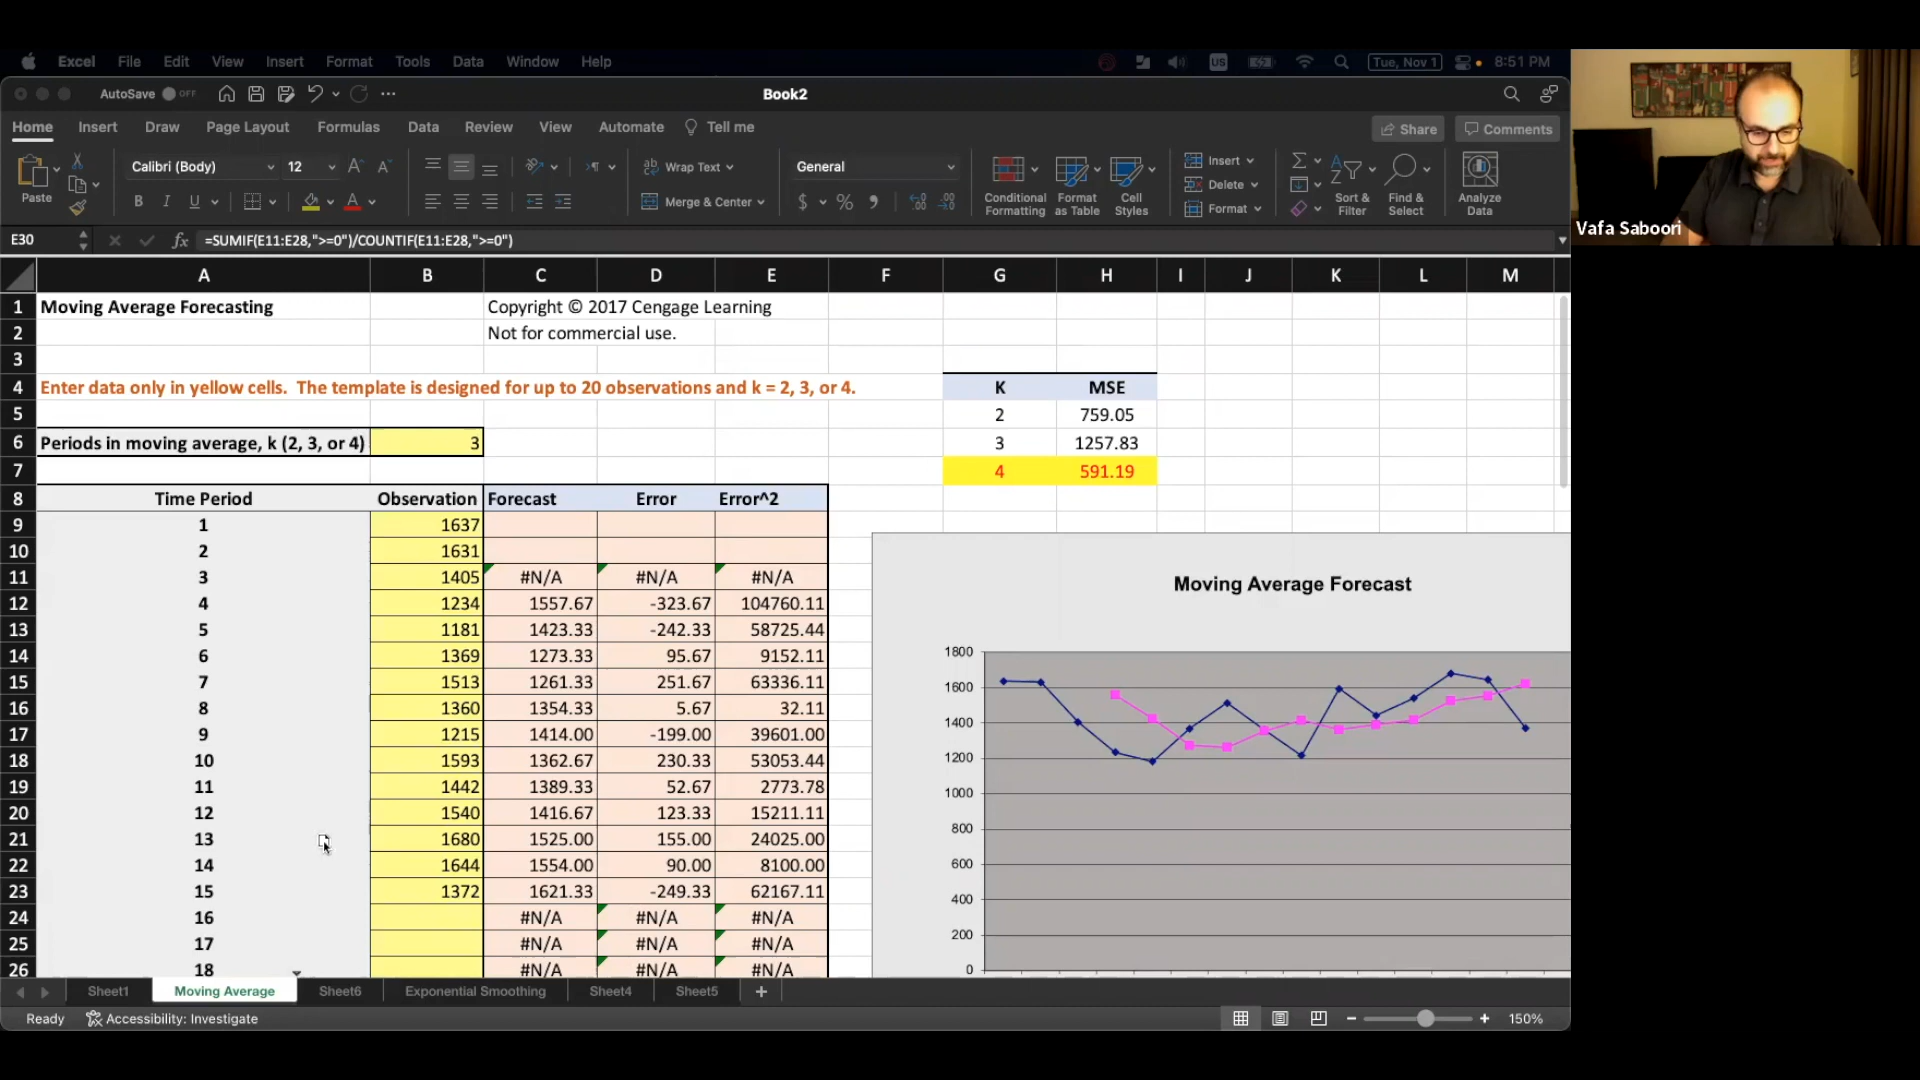 Excel File Edit View Insert Format Tools Data Window Help US Tue, Nov 1 8:51 PM
AutoSave OFF Book2
Home Insert Draw Page Layout Formulas Data Review View Automate Tell me Share Comments
Paste Calibri (Body) 12 A A Wrap Text General Insert
B I U A Merge & Center $ % Delete
Conditional Formatting Format as Table Cell Styles Format Sort & Filter Find & Select Analyze Data
E30 fx =SUMIF(E11:E28,">=0")/COUNTIF(E11:E28,">=0")
Vafa Saboori
A B C D E F G H I J K L M
1 Moving Average Forecasting Copyright © 2017 Cengage Learning
2 Not for commercial use.
3
4 Enter data only in yellow cells. The template is designed for up to 20 observations and k = 2, 3, or 4. K MSE
5 2 759.05
6 Periods in moving average, k (2, 3, or 4) 3 3 1257.83
7 4 591.19
8 Time Period Observation Forecast Error Error^2
9 1 1637
10 2 1631
11 3 1405 #N/A #N/A #N/A
12 4 1234 1557.67 -323.67 104760.11
13 5 1181 1423.33 -242.33 58725.44
14 6 1369 1273.33 95.67 9152.11
15 7 1513 1261.33 251.67 63336.11
16 8 1360 1354.33 5.67 32.11
17 9 1215 1414.00 -199.00 39601.00
18 10 1593 1362.67 230.33 53053.44
19 11 1442 1389.33 52.67 2773.78
20 12 1540 1416.67 123.33 15211.11
21 13 1680 1525.00 155.00 24025.00
22 14 1644 1554.00 90.00 8100.00
23 15 1372 1621.33 -249.33 62167.11
24 16 #N/A #N/A #N/A
25 17 #N/A #N/A #N/A
26 18 #N/A #N/A #N/A
Moving Average Forecast
1800
1600
1400
1200
1000
800
600
400
200
0
Sheet1 Moving Average Sheet6 Exponential Smoothing Sheet4 Sheet5 +
Ready Accessibility: Investigate 150%